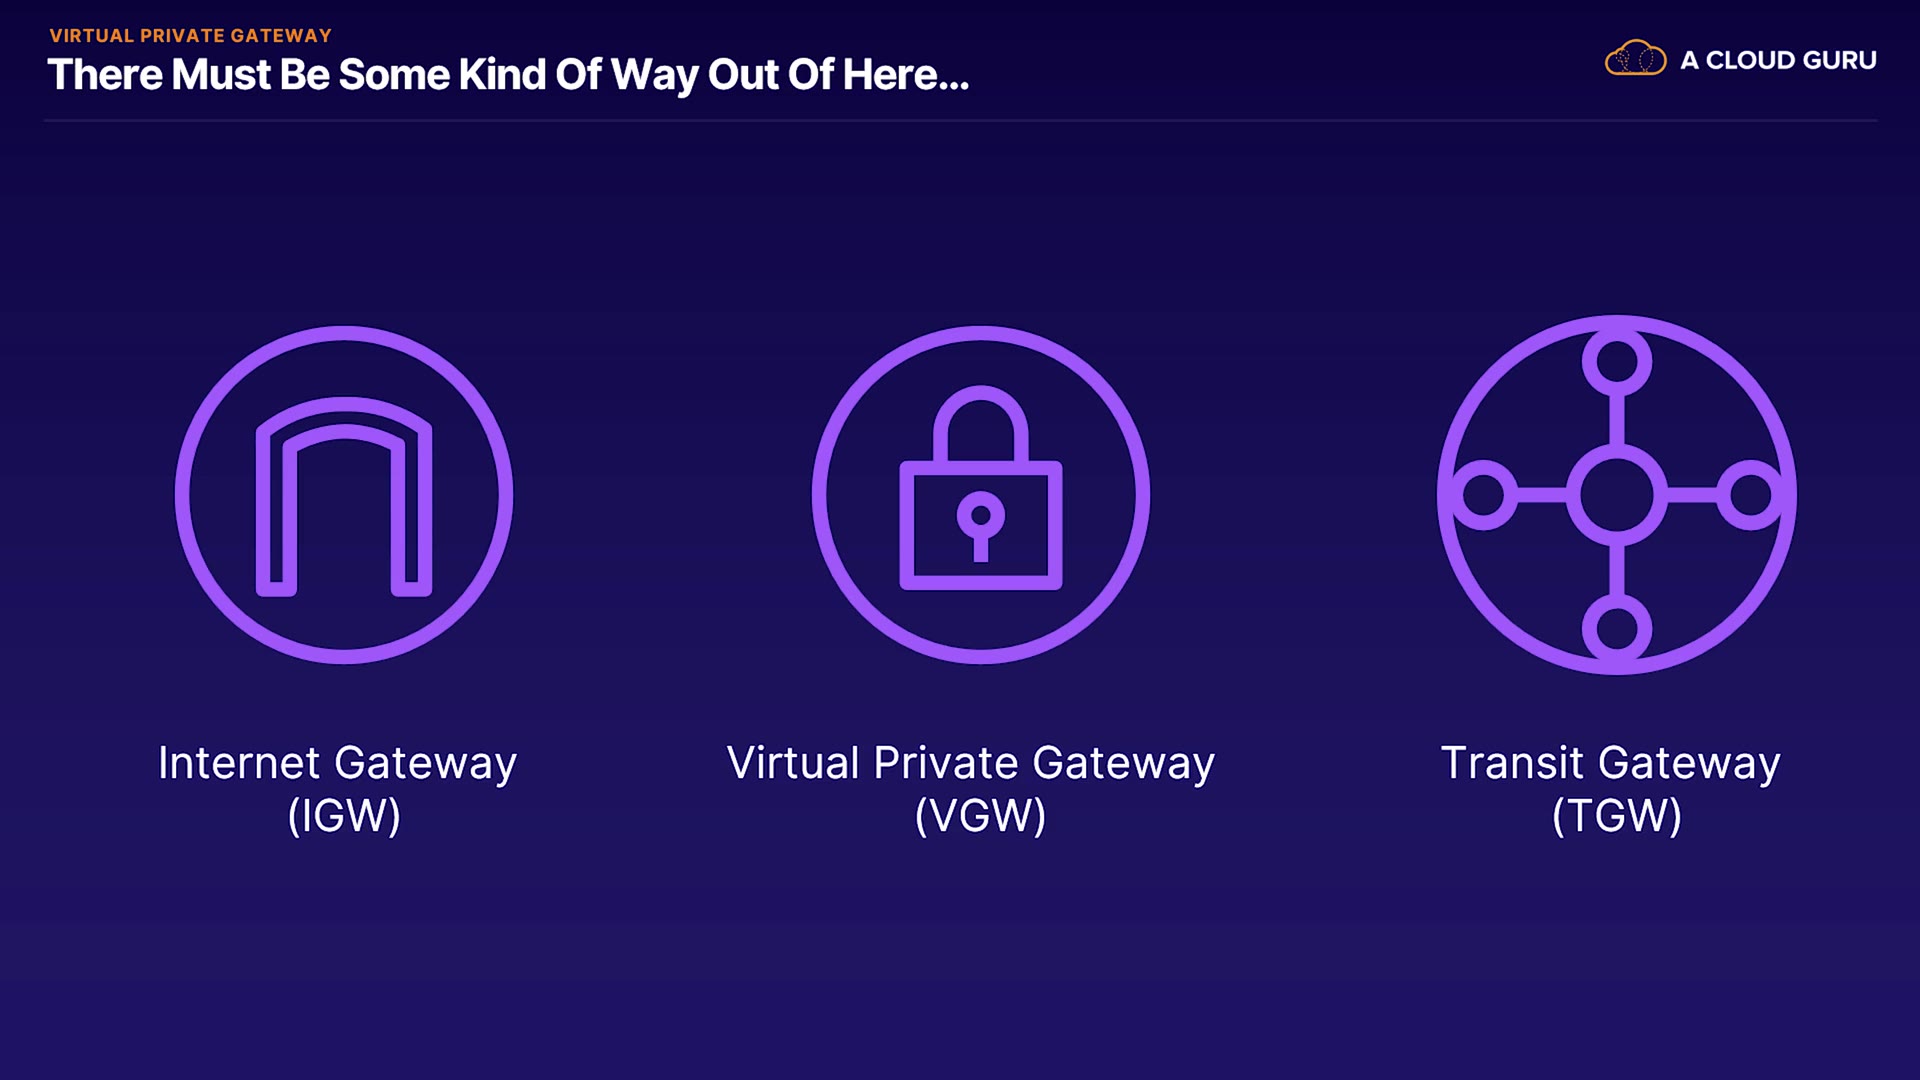 VIRTUAL PRIVATE GATEWAY
There Must Be Some Kind Of Way Out Of Here...
A CLOUD GURU
Internet Gateway
(IGW)
Virtual Private Gateway
(VGW)
Transit Gateway
(TGW)